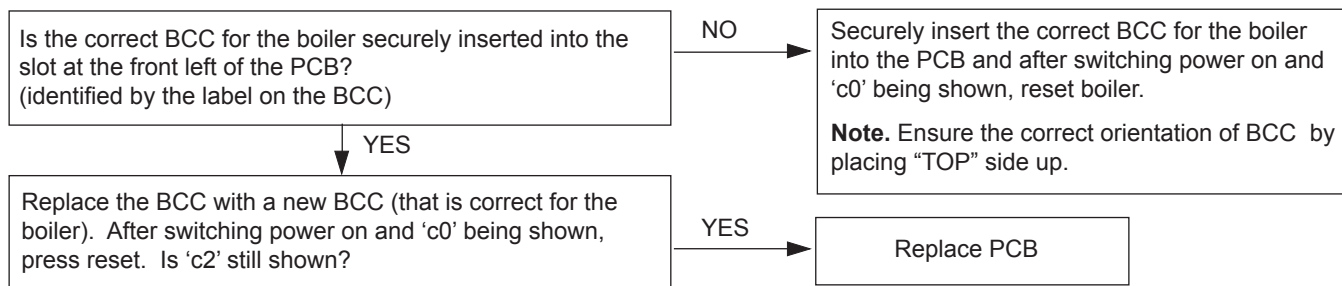 Is the correct BCC for the boiler securely inserted into the
slot at the front left of the PCB?
(identified by the label on the BCC)
NO
Securely insert the correct BCC for the boiler
into the PCB and after switching power on and
‘c0’ being shown, reset boiler.
Note. Ensure the correct orientation of BCC by
placing “TOP” side up.
YES
Replace the BCC with a new BCC (that is correct for the
boiler). After switching power on and ‘c0’ being shown,
press reset. Is ‘c2’ still shown?
YES
Replace PCB